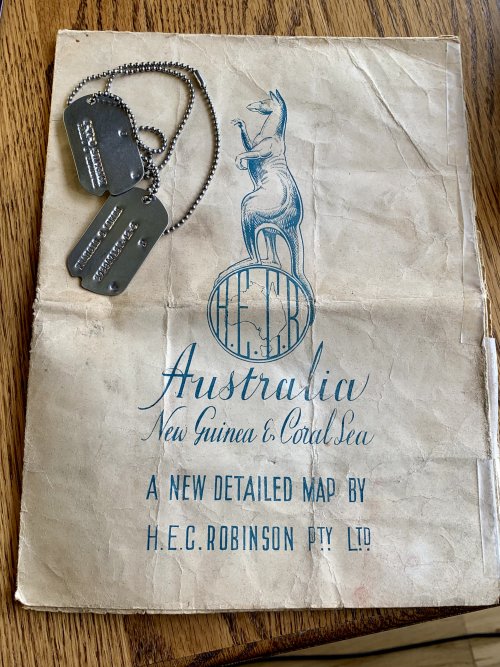 H.E.C.R
Australia
New Guinea & Coral Sea
A NEW DETAILED MAP BY
H.E.C.ROBINSON PTY LTD